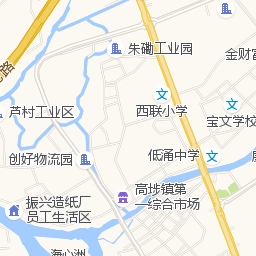 朱磡工业园
金财富
路
芦村工业区
西联小学
宝文学校
创好物流园
低涌中学
高埗镇第
一综合市场
振兴造纸厂
员工生活区
海心洲